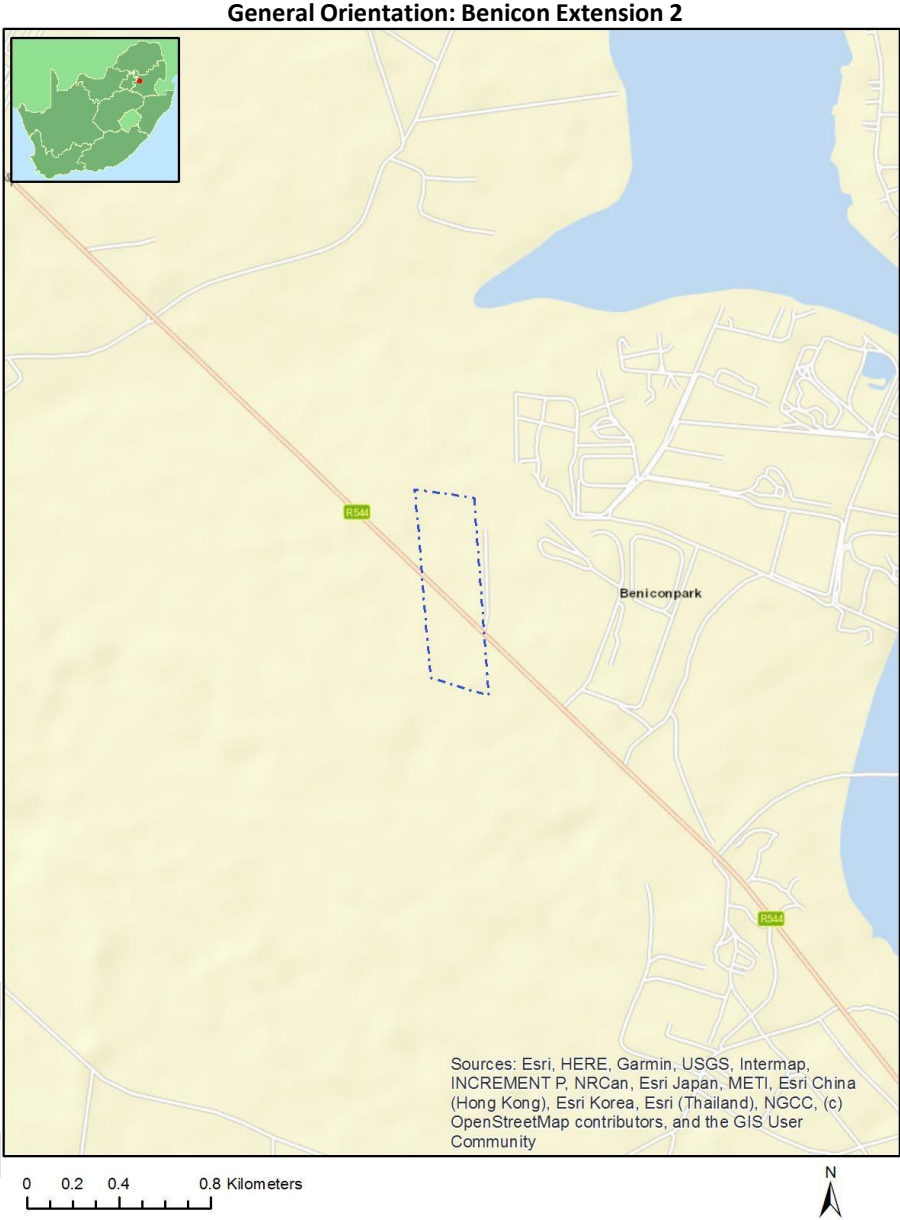 General Orientation: Benicon Extension 2
R544
Beniconpark
R544
Sources: Esri, HERE, Garmin, USGS, Intermap,
INCREMENT P, NRCan, Esri Japan, METI, Esri China
(Hong Kong), Esri Korea, Esri (Thailand), NGCC, (c)
OpenStreetMap contributors, and the GIS User
Community
0 0.2 0.4 0.8 Kilometers
N